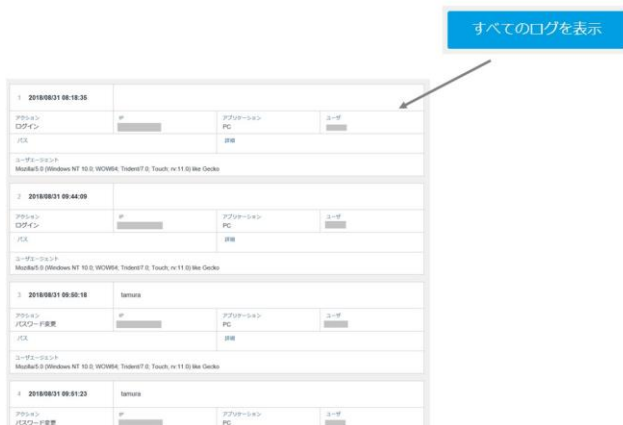 すべてのログを表示
1 2018/08/31 08:18:35
アクション IP アプリケーション ユーザ
ログイン PC
パス 詳細
ユーザエージェント
Mozilla/5.0 (Windows NT 10.0; WOW64; Trident/7.0; Touch; rv:11.0) like Gecko
2 2018/08/31 09:44:09
アクション IP アプリケーション ユーザ
ログイン PC
パス 詳細
ユーザエージェント
Mozilla/5.0 (Windows NT 10.0; WOW64; Trident/7.0; Touch; rv:11.0) like Gecko
3 2018/08/31 09:50:18 tamura
アクション IP アプリケーション ユーザ
パスワード変更 PC
パス 詳細
ユーザエージェント
Mozilla/5.0 (Windows NT 10.0; WOW64; Trident/7.0; Touch; rv:11.0) like Gecko
4 2018/08/31 09:51:23 tamura
アクション IP アプリケーション ユーザ
パスワード変更 PC